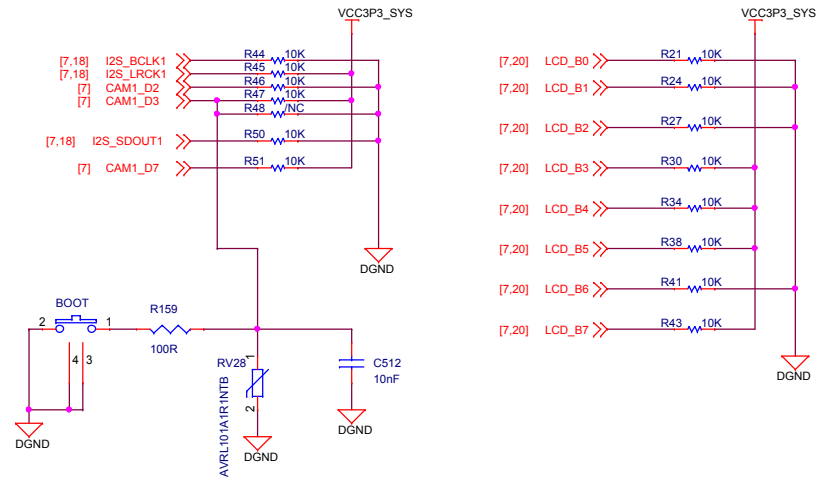 VCC3P3_SYS
[7,18] I2S_BCLK1 R44 10K
[7,18] I2S_LRCK1 R45 10K
[7] CAM1_D2 R46 10K
[7] CAM1_D3 R47 10K
R48 /NC
[7,18] I2S_SDOUT1 R50 10K
[7] CAM1_D7 R51 10K
DGND
BOOT
2 1
4 3
DGND
R159
100R
RV28
1
2
AVRL101A1R1NTB
DGND
C512
10nF
DGND
VCC3P3_SYS
[7,20] LCD_B0 R21 10K
[7,20] LCD_B1 R24 10K
[7,20] LCD_B2 R27 10K
[7,20] LCD_B3 R30 10K
[7,20] LCD_B4 R34 10K
[7,20] LCD_B5 R38 10K
[7,20] LCD_B6 R41 10K
[7,20] LCD_B7 R43 10K
DGND